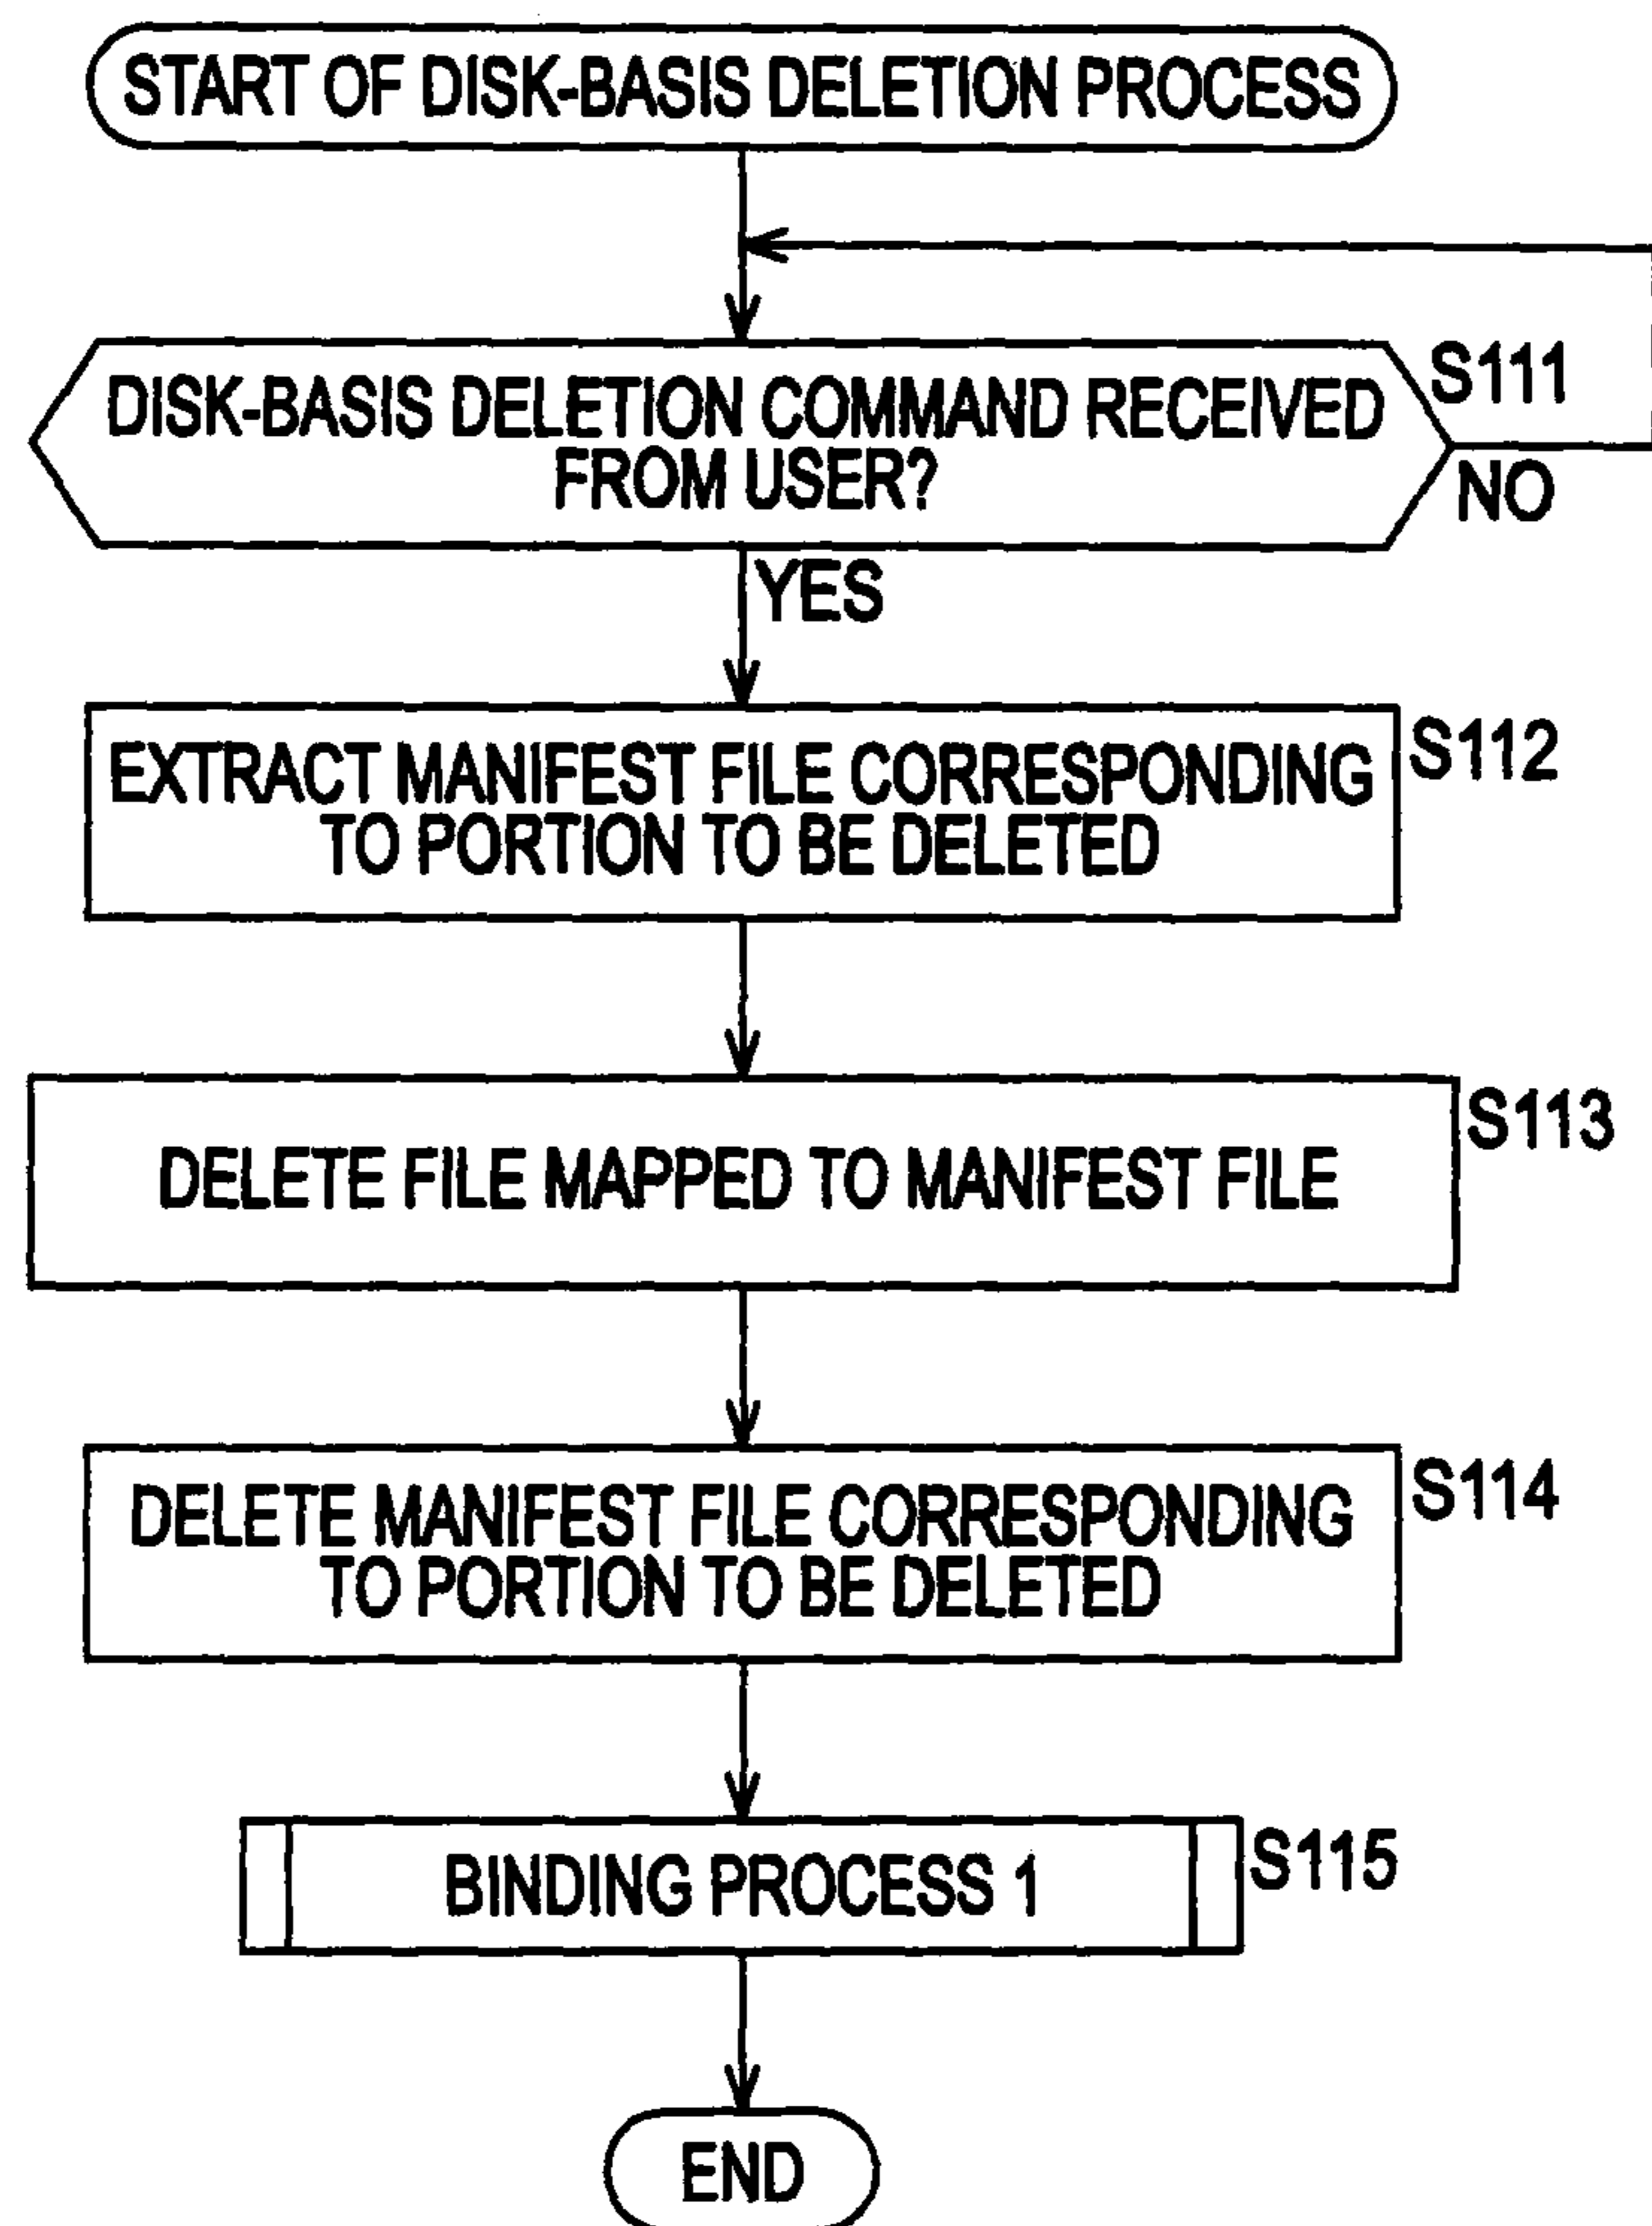 START OF DISK-BASIS DELETION PROCESS
DISK-BASIS DELETION COMMAND RECEIVED
FROM USER?
S111
NO
YES
EXTRACT MANIFEST FILE CORRESPONDING
TO PORTION TO BE DELETED
S112
DELETE FILE MAPPED TO MANIFEST FILE
S113
DELETE MANIFEST FILE CORRESPONDING
TO PORTION TO BE DELETED
S114
BINDING PROCESS 1
S115
END